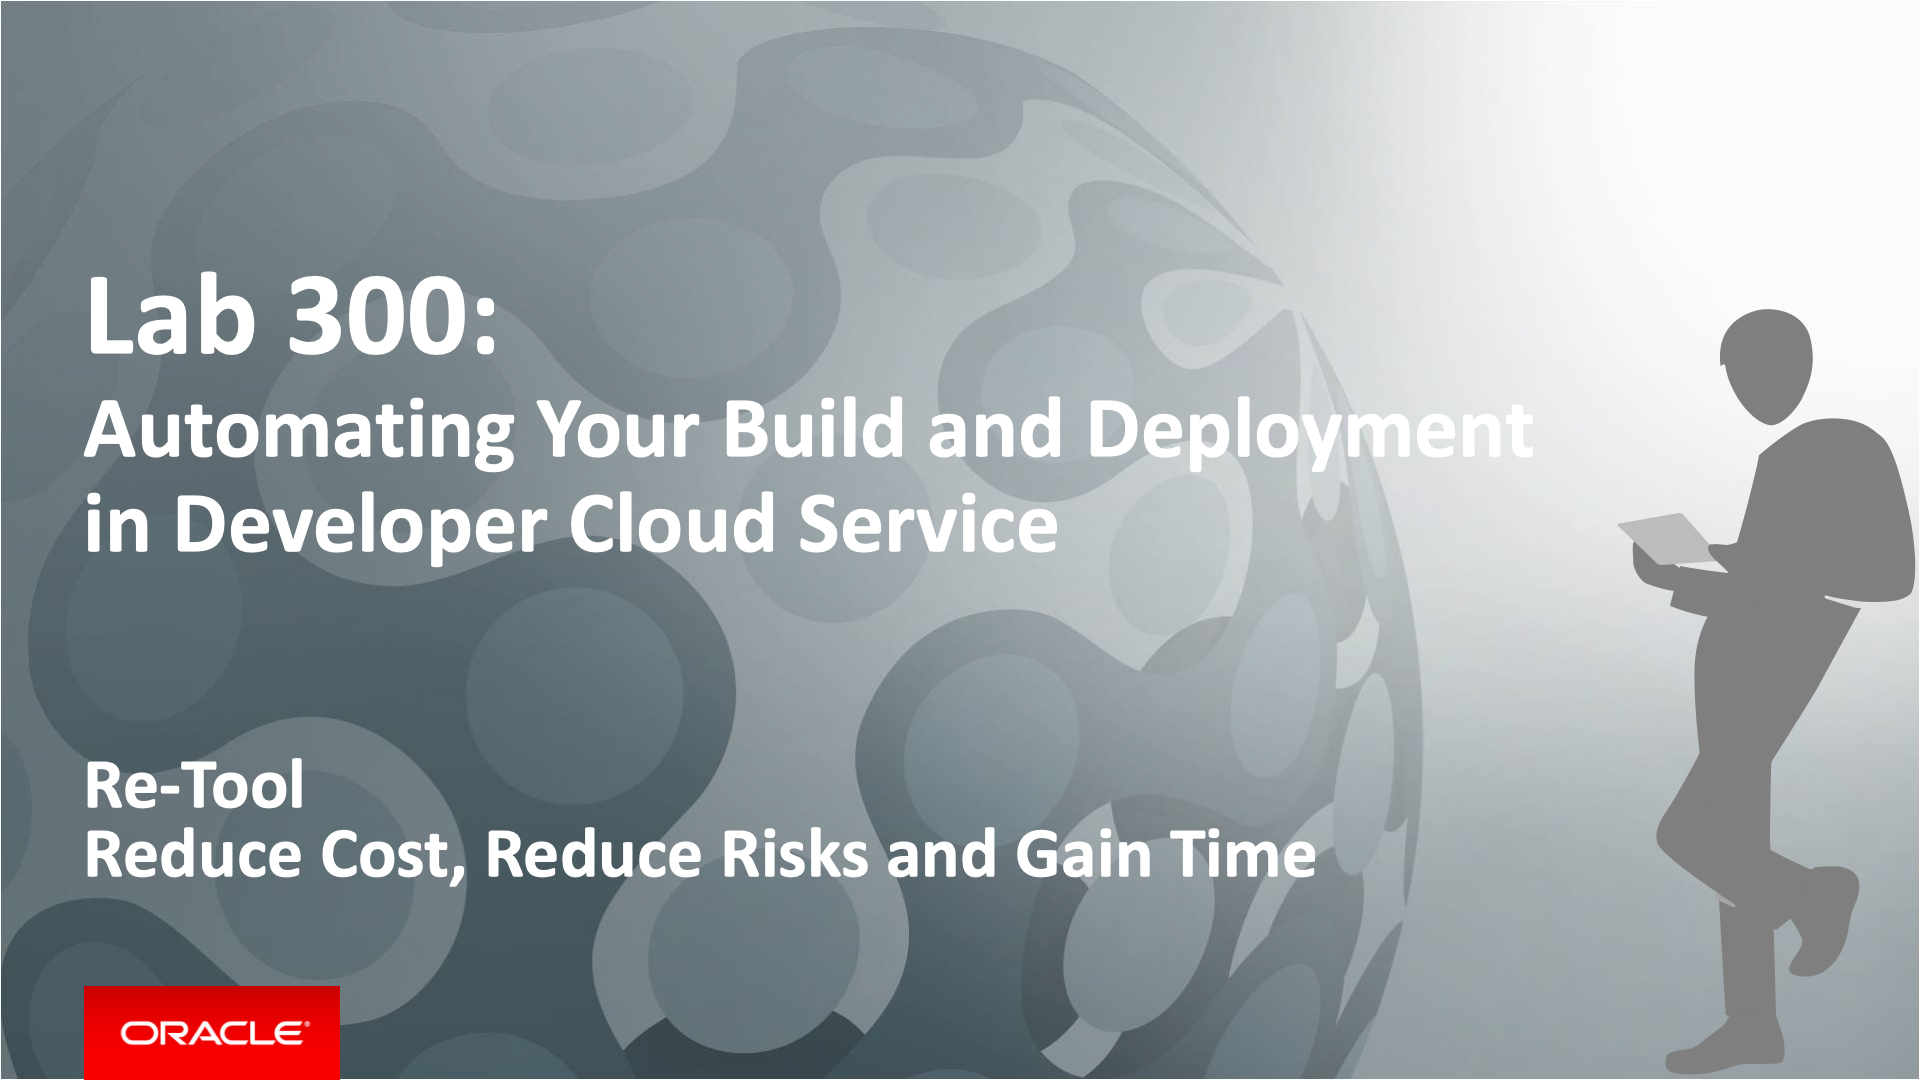 Lab 300:
Automating Your Build and Deployment
in Developer Cloud Service
Re-Tool
Reduce Cost, Reduce Risks and Gain Time
ORACLE®